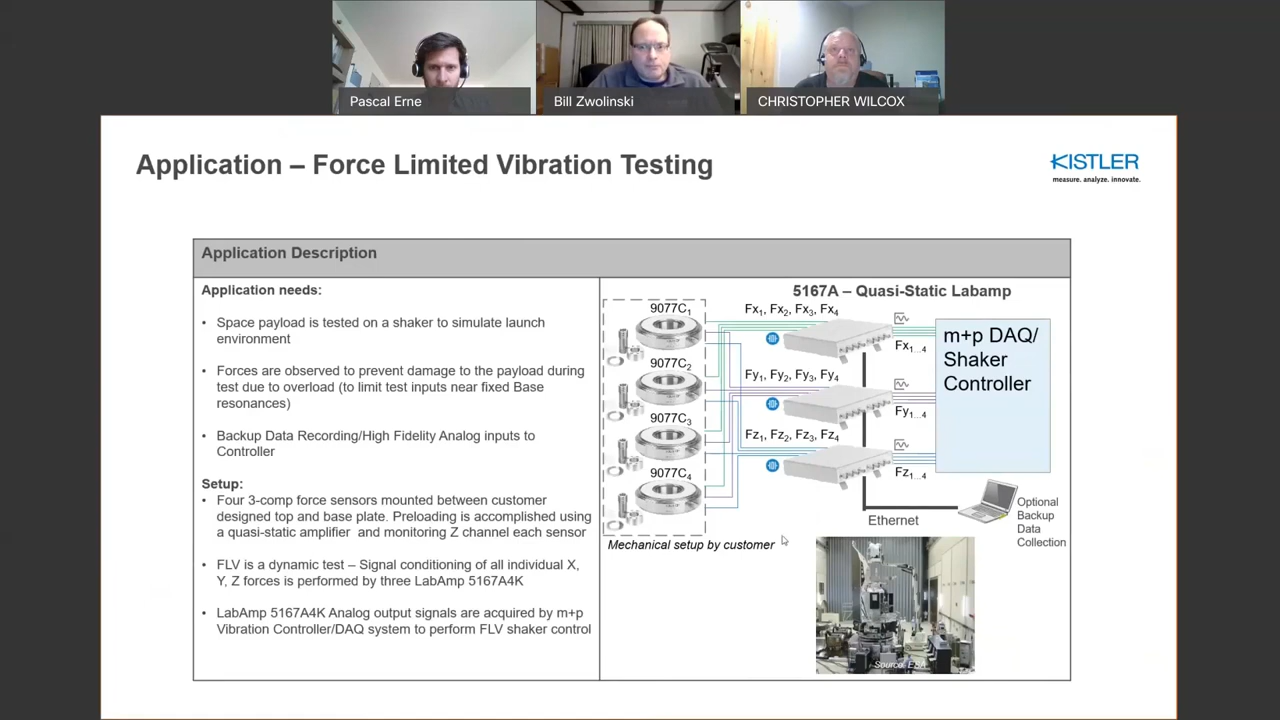 Pascal Erne
Bill Zwolinski
CHRISTOPHER WILCOX
Application – Force Limited Vibration Testing
KISTLER
measure. analyze. innovate.
Application Description
Application needs:
• Space payload is tested on a shaker to simulate launch
environment
• Forces are observed to prevent damage to the payload during
test due to overload (to limit test inputs near fixed Base
resonances)
• Backup Data Recording/High Fidelity Analog inputs to
Controller
Setup:
• Four 3-comp force sensors mounted between customer
designed top and base plate. Preloading is accomplished using
a quasi-static amplifier and monitoring Z channel each sensor
• FLV is a dynamic test – Signal conditioning of all individual X,
Y, Z forces is performed by three LabAmp 5167A4K
• LabAmp 5167A4K Analog output signals are acquired by m+p
Vibration Controller/DAQ system to perform FLV shaker control
5167A – Quasi-Static Labamp
9077C1
9077C2
9077C3
9077C4
Mechanical setup by customer
Fx1, Fx2, Fx3, Fx4
Fy1, Fy2, Fy3, Fy4
Fz1, Fz2, Fz3, Fz4
Fx1...4
Fy1...4
Fz1...4
m+p DAQ/
Shaker
Controller
Ethernet
Optional
Backup
Data
Collection
Source: ESA